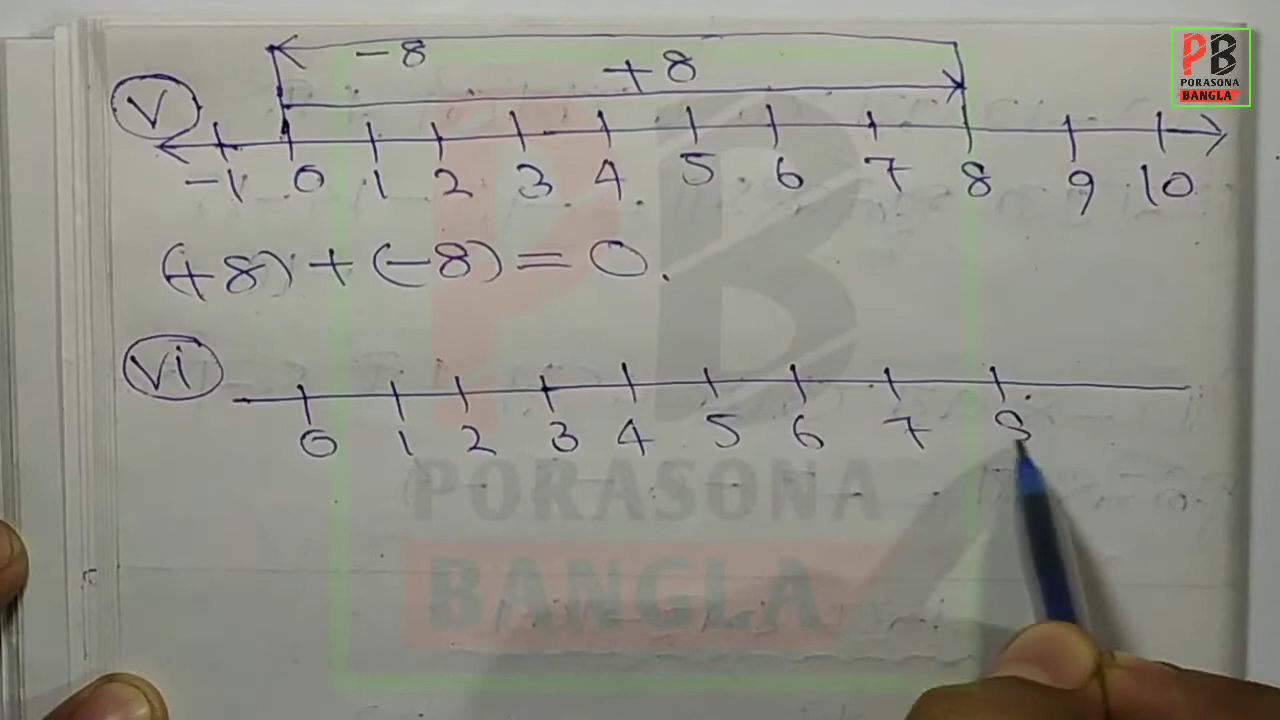 PB
PORASONA
BANGLA
-8
+8
V
-1 0 1 2 3 4 5 6 7 8 9 10
(+8) + (-8) = 0.
Vi
0 1 2 3 4 5 6 7 8
PORASONA
BANGLA